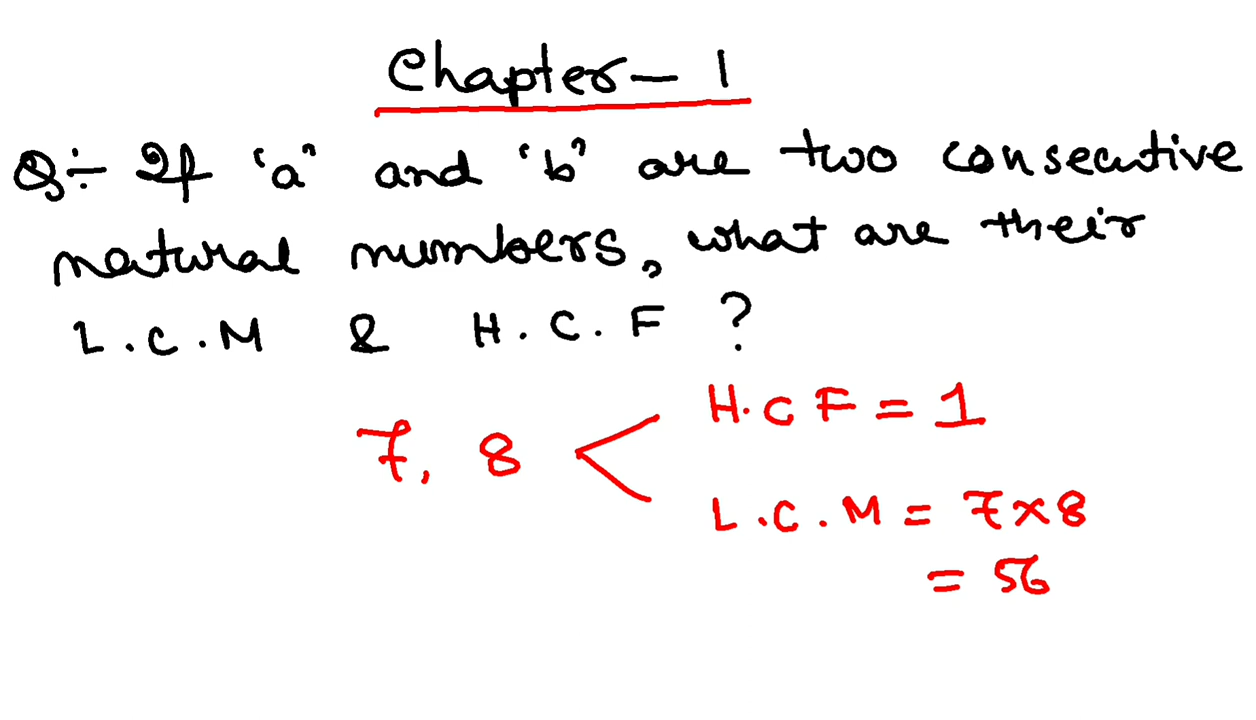 Chapter – 1
Q:- If 'a' and 'b' are two consecutive
natural numbers, what are their
L.C.M & H.C.F ?
7, 8
H.C F = 1
L.C.M = 7×8
= 56